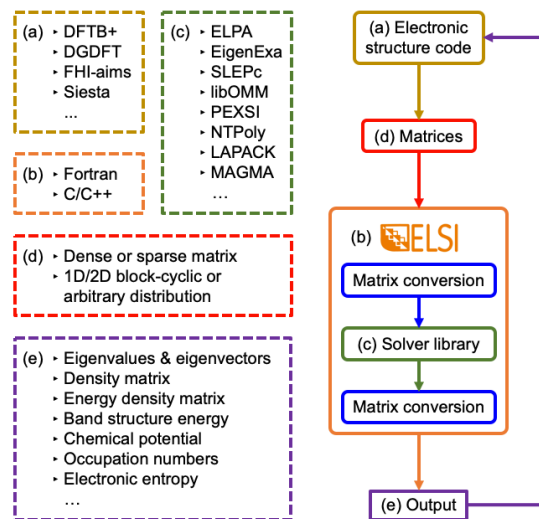 (a) ‣ DFTB+
‣ DGDFT
‣ FHI-aims
‣ Siesta
...
(b) ‣ Fortran
‣ C/C++
(c) ‣ ELPA
‣ EigenExa
‣ SLEPc
‣ libOMM
‣ PEXSI
‣ NTPoly
‣ LAPACK
‣ MAGMA
...
(d) ‣ Dense or sparse matrix
‣ 1D/2D block-cyclic or
arbitrary distribution
(e) ‣ Eigenvalues & eigenvectors
‣ Density matrix
‣ Energy density matrix
‣ Band structure energy
‣ Chemical potential
‣ Occupation numbers
‣ Electronic entropy
...
(a) Electronic
structure code
(d) Matrices
(b) ELSI
Matrix conversion
(c) Solver library
Matrix conversion
(e) Output